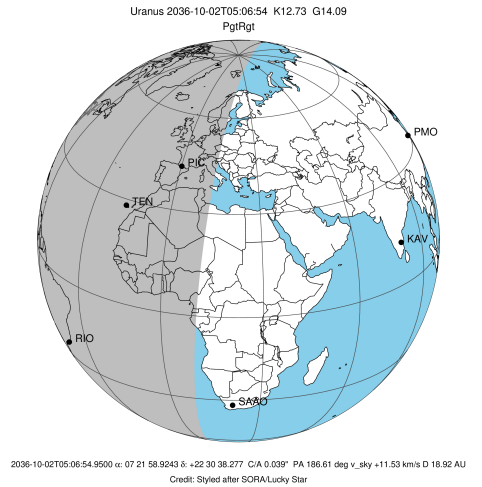 Uranus 2036-10-02T05:06:54 K12.73 G14.09
PgtRgt
PMO
PIC
TEN
KAV
RIO
SAAO
2036-10-02T05:06:54.9500 α: 07 21 58.9243 δ: +22 30 38.277 C/A 0.039" PA 186.61 deg v_sky +11.53 km/s D 18.92 AU
Credit: Styled after SORA/Lucky Star